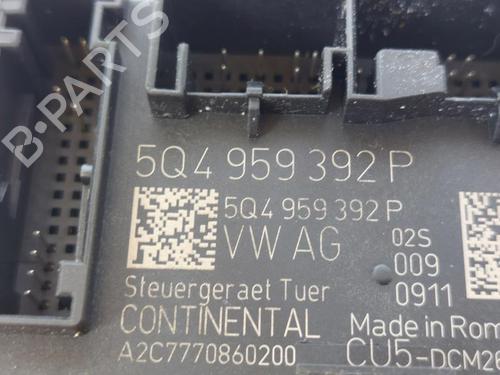 5Q4 959 392 P
5Q4 959 392 P
VW AG
02S
009
0911
Steuergeraet Tuer
CONTINENTAL
Made in Rom
A2C7770860200
CU5-DCM26
B-PARTS